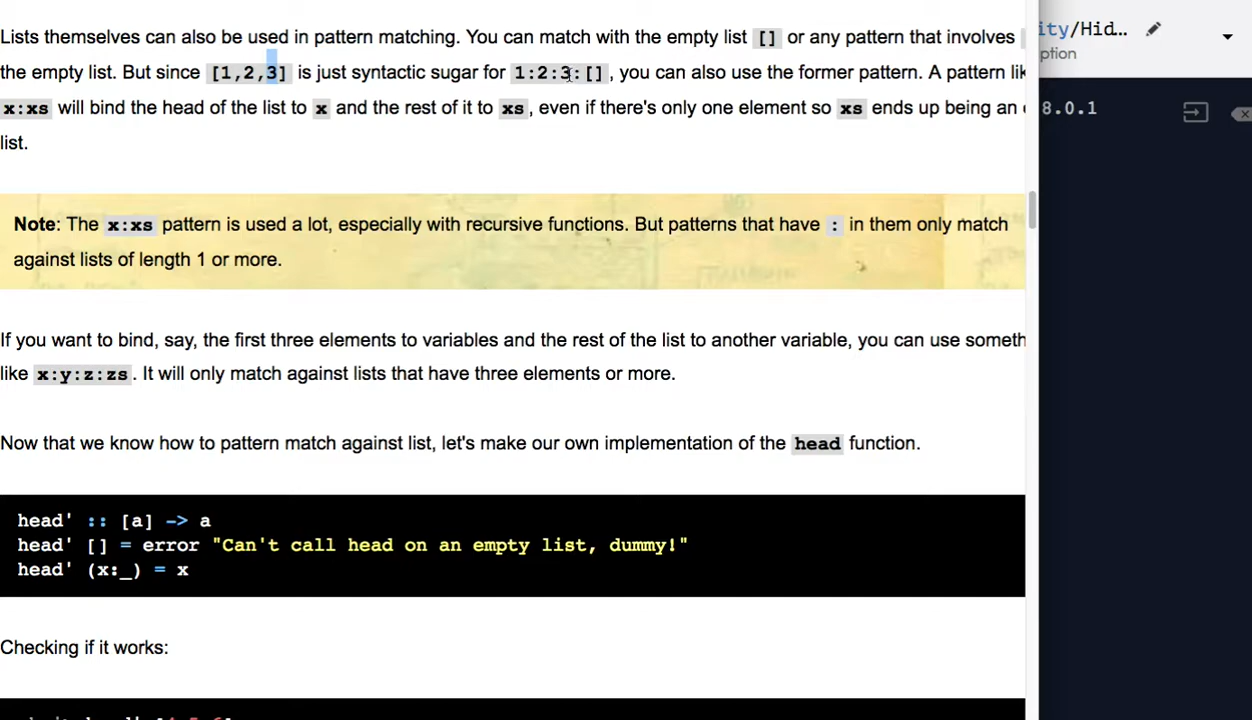 Lists themselves can also be used in pattern matching. You can match with the empty list [] or any pattern that involves
the empty list. But since [1,2,3] is just syntactic sugar for 1:2:3:[], you can also use the former pattern. A pattern lik
x:xs will bind the head of the list to x and the rest of it to xs, even if there's only one element so xs ends up being an
list.
Note: The x:xs pattern is used a lot, especially with recursive functions. But patterns that have : in them only match
against lists of length 1 or more.
If you want to bind, say, the first three elements to variables and the rest of the list to another variable, you can use someth
like x:y:z:zs. It will only match against lists that have three elements or more.
Now that we know how to pattern match against list, let's make our own implementation of the head function.
head' :: [a] -> a
head' [] = error "Can't call head on an empty list, dummy!"
head' (x:_) = x
Checking if it works:
ity/Hid...
ption
8.0.1